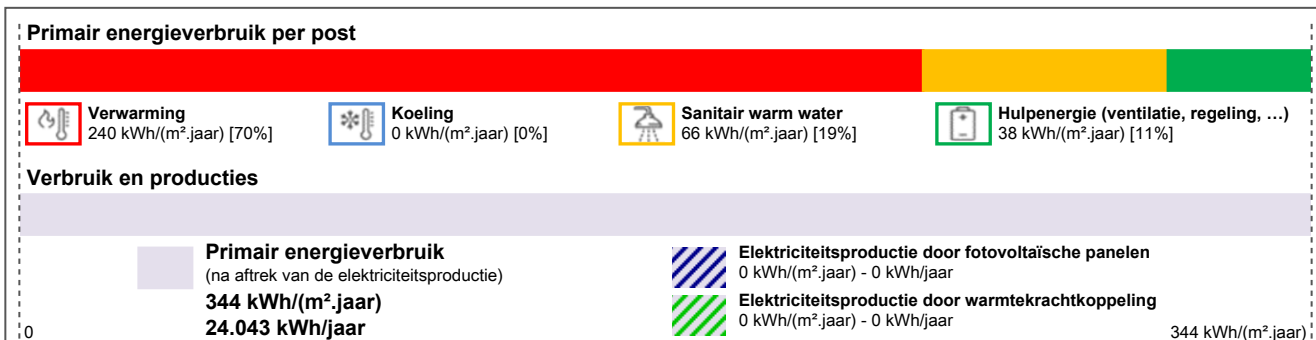 Primair energieverbruik per post
Verwarming
240 kWh/(m².jaar) [70%]
Koeling
0 kWh/(m².jaar) [0%]
Sanitair warm water
66 kWh/(m².jaar) [19%]
Hulpenergie (ventilatie, regeling, …)
38 kWh/(m².jaar) [11%]
Verbruik en producties
Primair energieverbruik
(na aftrek van de elektriciteitsproductie)
344 kWh/(m².jaar)
24.043 kWh/jaar
Elektriciteitsproductie door fotovoltaïsche panelen
0 kWh/(m².jaar) - 0 kWh/jaar
Elektriciteitsproductie door warmtekrachtkoppeling
0 kWh/(m².jaar) - 0 kWh/jaar
0
344 kWh/(m².jaar)